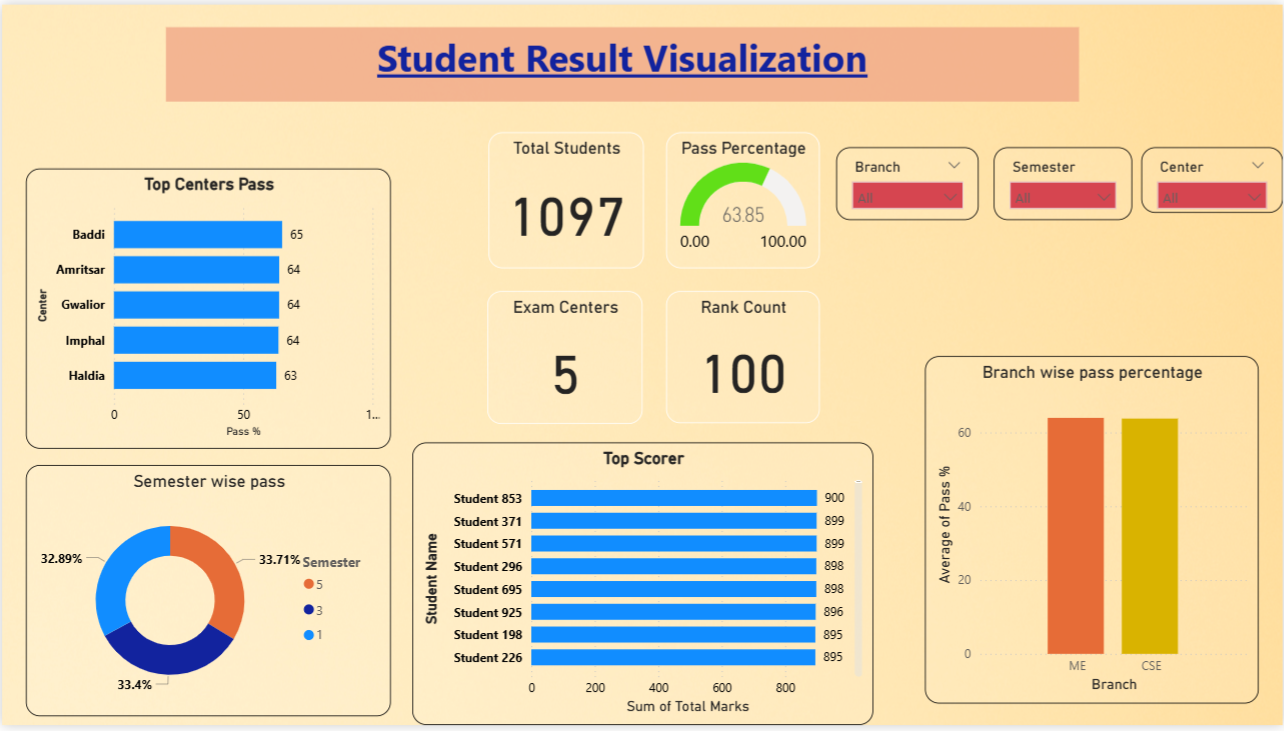 Student Result Visualization
Total Students
1097
Pass Percentage
63.85
0.00 100.00
Branch
All
Semester
All
Center
All
Exam Centers
5
Rank Count
100
Top Centers Pass
Center
Baddi 65
Amritsar 64
Gwalior 64
Imphal 64
Haldia 63
0 50 1...
Pass %
Semester wise pass
32.89%
33.71%
33.4%
Semester
5
3
1
Top Scorer
Student Name
Student 853 900
Student 371 899
Student 571 899
Student 296 898
Student 695 898
Student 925 896
Student 198 895
Student 226 895
0 200 400 600 800
Sum of Total Marks
Branch wise pass percentage
Average of Pass %
60
40
20
0
ME CSE
Branch